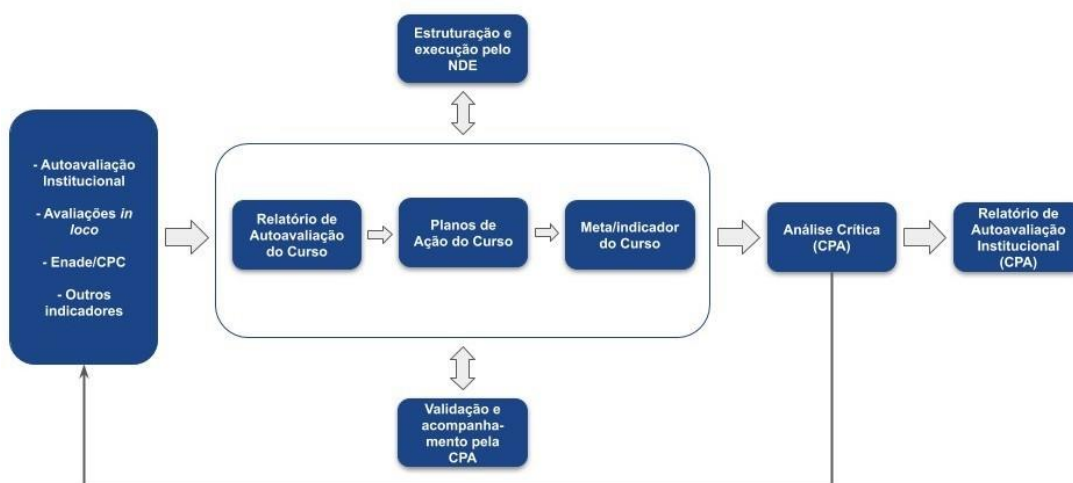 Estruturação e
execução pelo
NDE
- Autoavaliação
Institucional
- Avaliações in
loco
- Enade/CPC
- Outros
indicadores
Relatório de
Autoavaliação
do Curso
Planos de
Ação do Curso
Meta/indicador
do Curso
Análise Crítica
(CPA)
Relatório de
Autoavaliação
Institucional
(CPA)
Validação e
acompanha-
mento pela
CPA